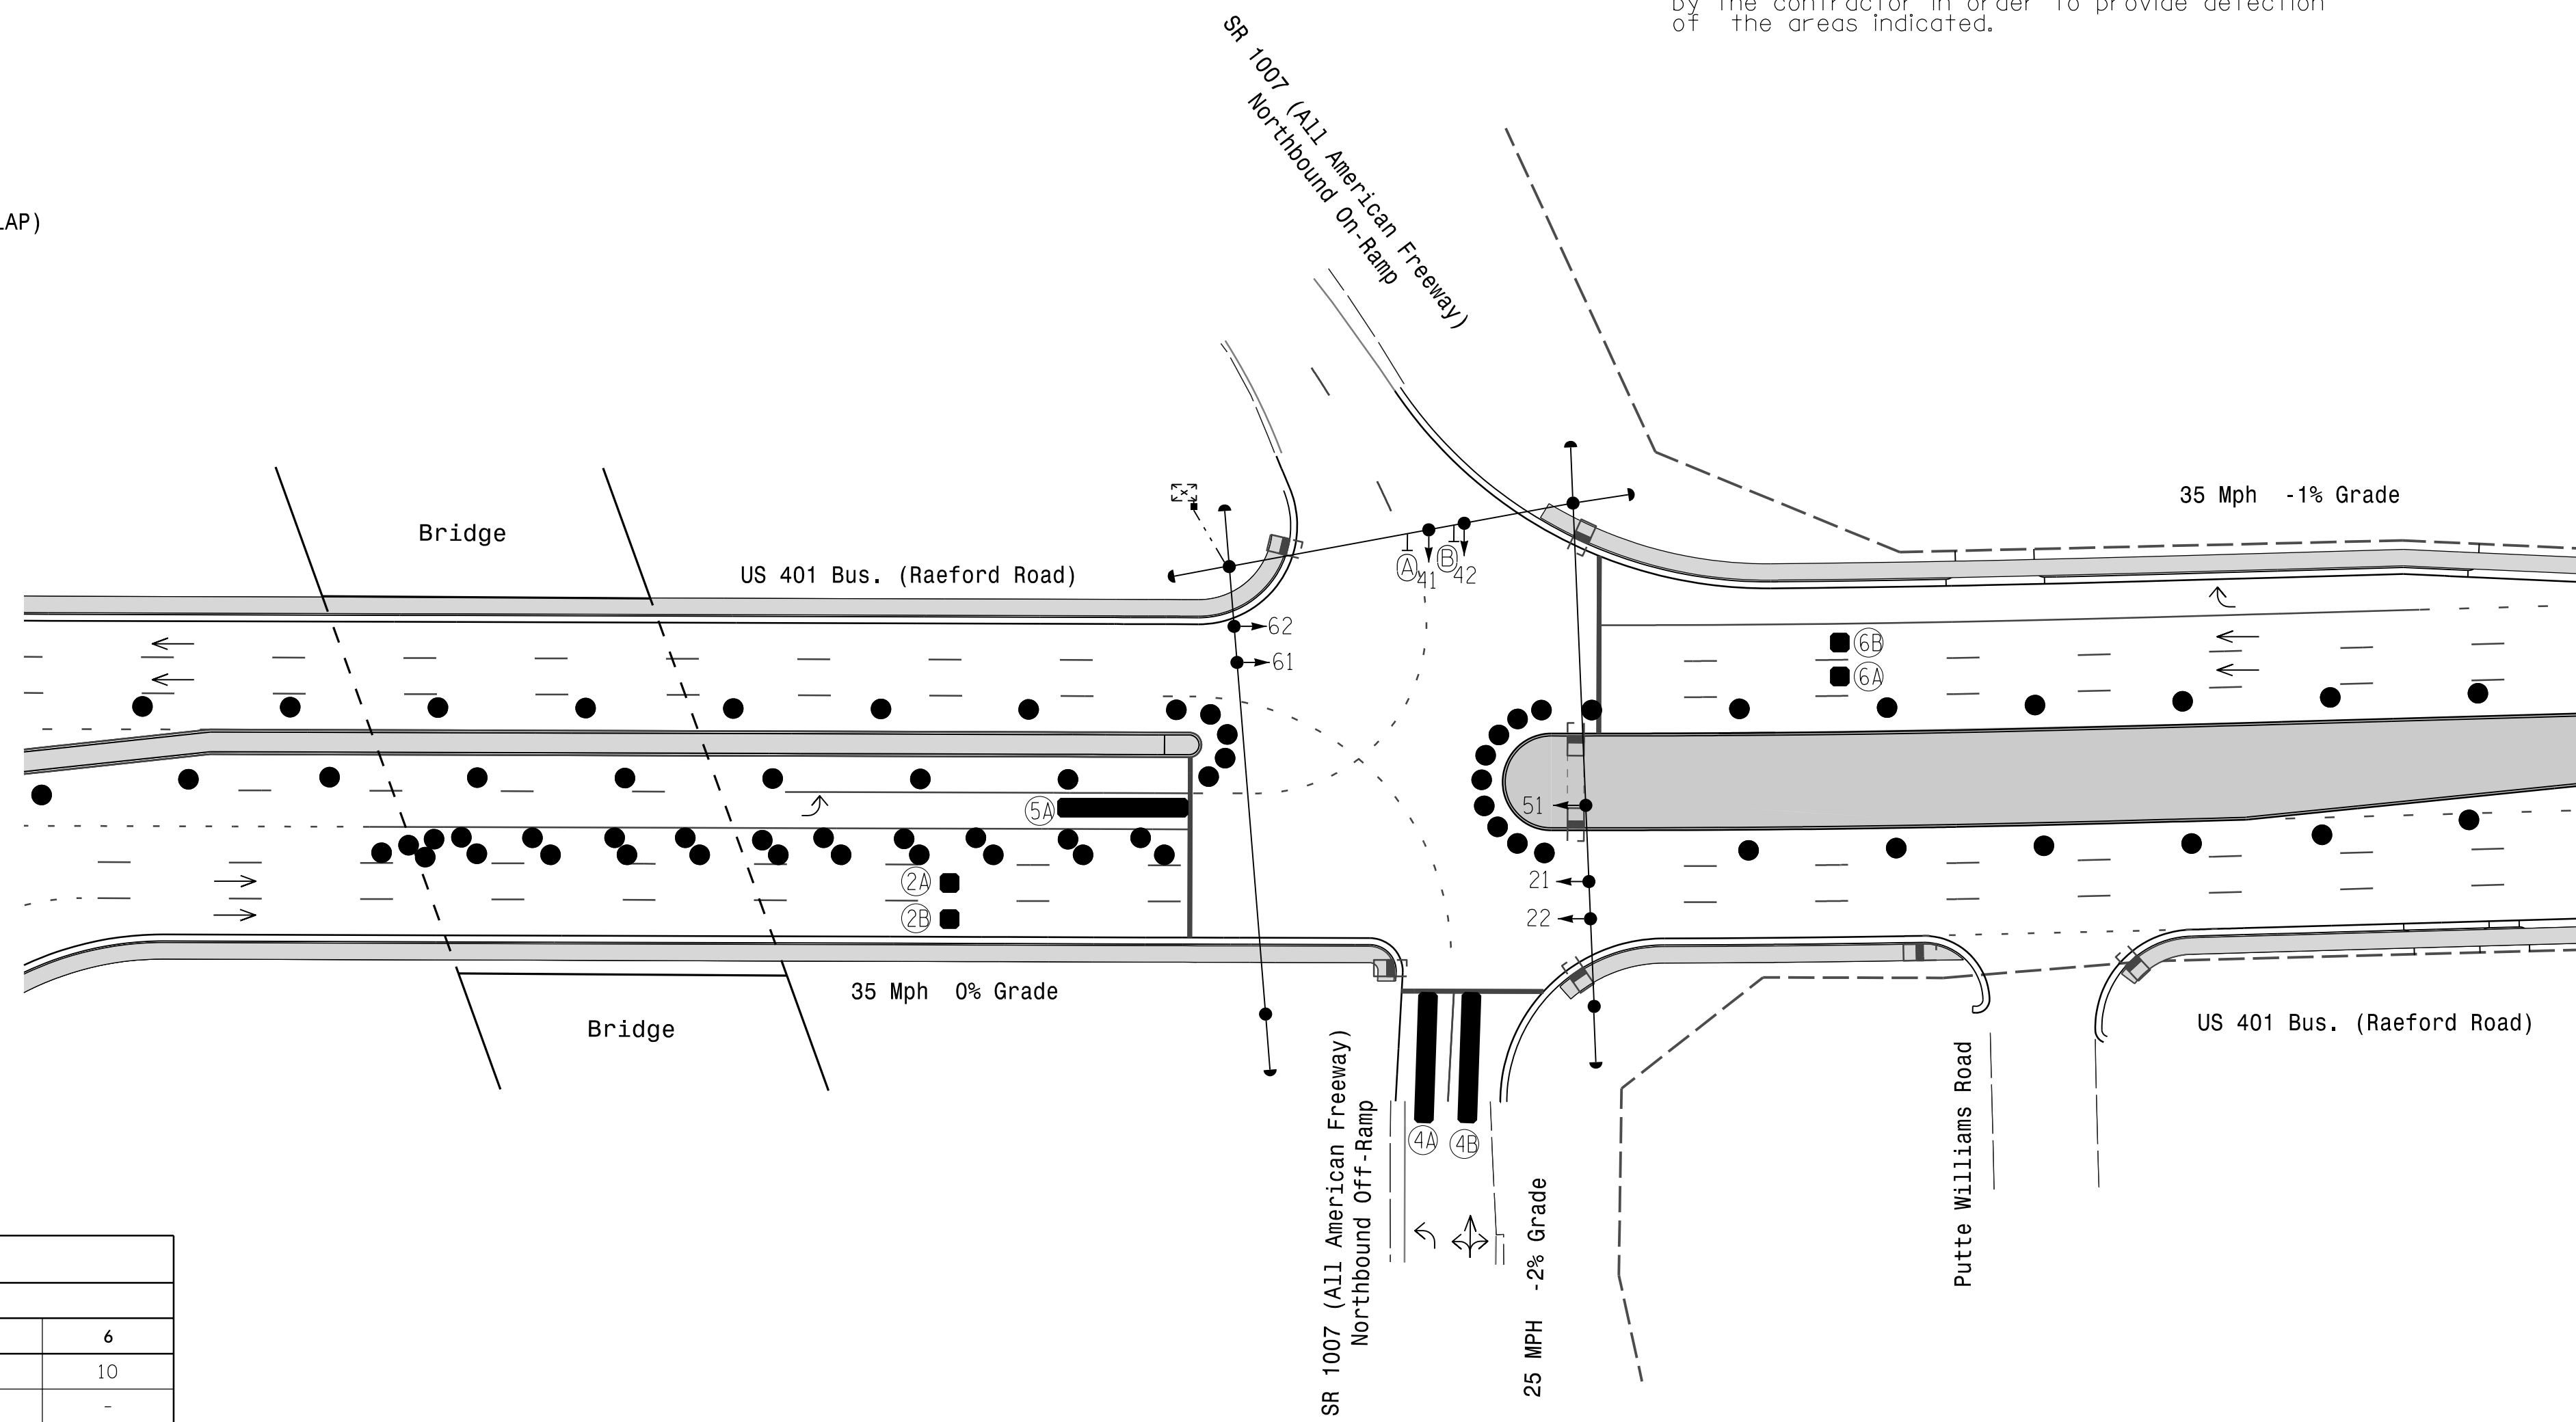 by the contractor in order to provide detection
of the areas indicated.
SR 1007 (All American Freeway)
Northbound On-Ramp
LAP)
35 Mph -1% Grade
Bridge
US 401 Bus. (Raeford Road)
A
41
B
42
62
61
6B
6A
5A
51
2A
2B
21
22
35 Mph 0% Grade
Bridge
US 401 Bus. (Raeford Road)
SR 1007 (All American Freeway)
Northbound Off-Ramp
4A
4B
25 MPH -2% Grade
Putte Williams Road
6
10
-